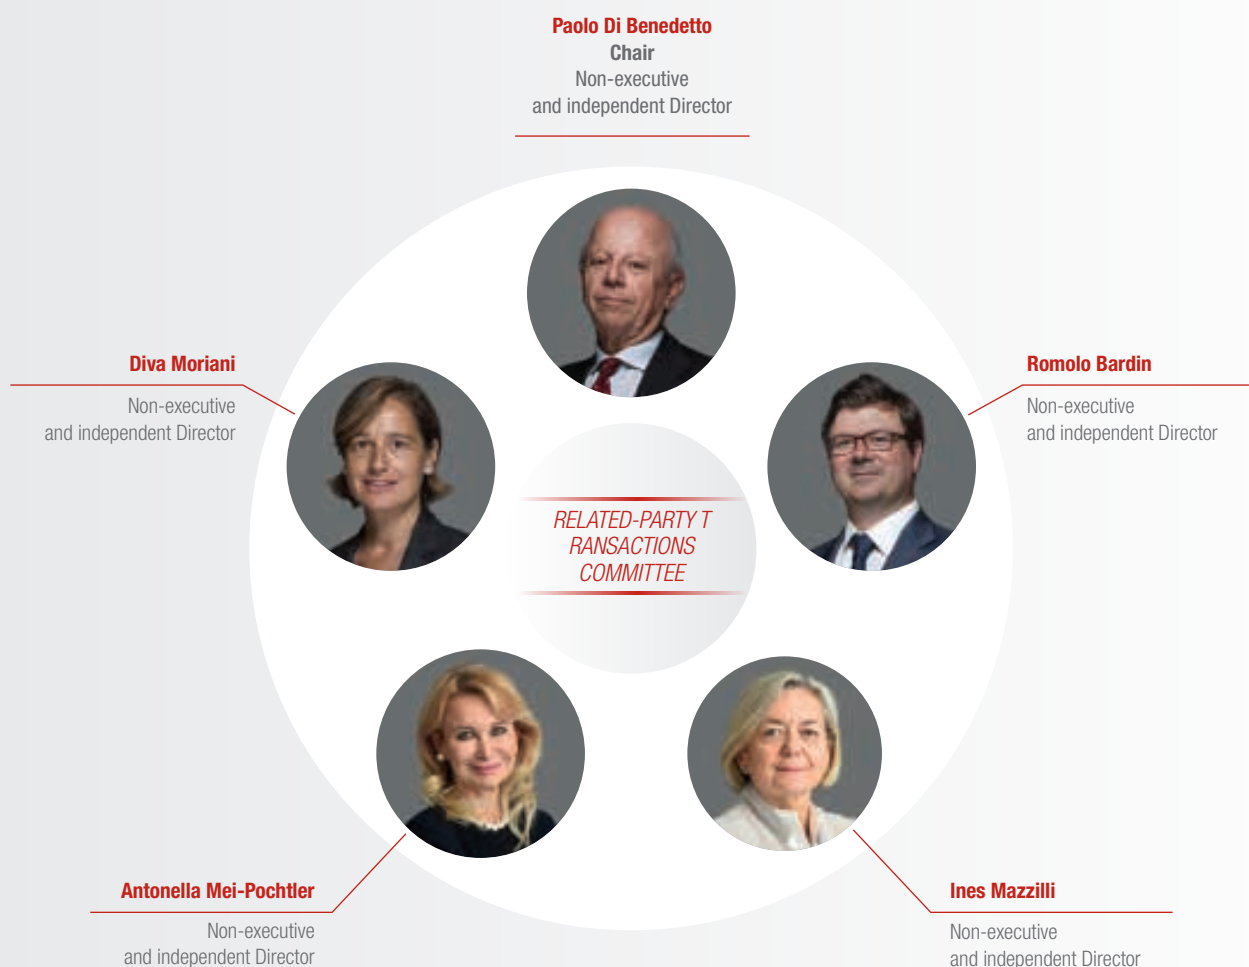 Paolo Di Benedetto
Chair
Non-executive
and independent Director
Diva Moriani
Non-executive
and independent Director
Romolo Bardin
Non-executive
and independent Director
RELATED-PARTY T
RANSACTIONS
COMMITTEE
Antonella Mei-Pochtler
Non-executive
and independent Director
Ines Mazzilli
Non-executive
and independent Director